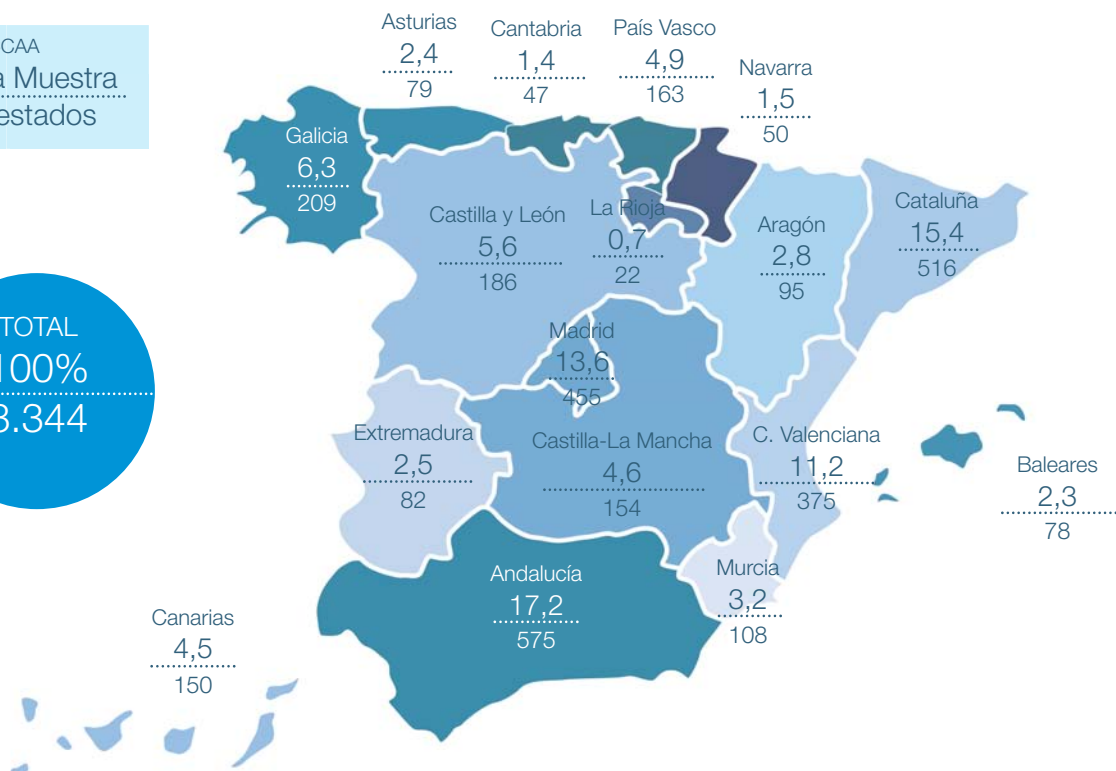 CAA
a Muestra
estados
TOTAL
100%
3.344
Asturias
2,4
79
Cantabria
1,4
47
País Vasco
4,9
163
Navarra
1,5
50
Galicia
6,3
209
Castilla y León
5,6
186
La Rioja
0,7
22
Aragón
2,8
95
Cataluña
15,4
516
Madrid
13,6
455
Extremadura
2,5
82
Castilla-La Mancha
4,6
154
C. Valenciana
11,2
375
Baleares
2,3
78
Andalucía
17,2
575
Murcia
3,2
108
Canarias
4,5
150